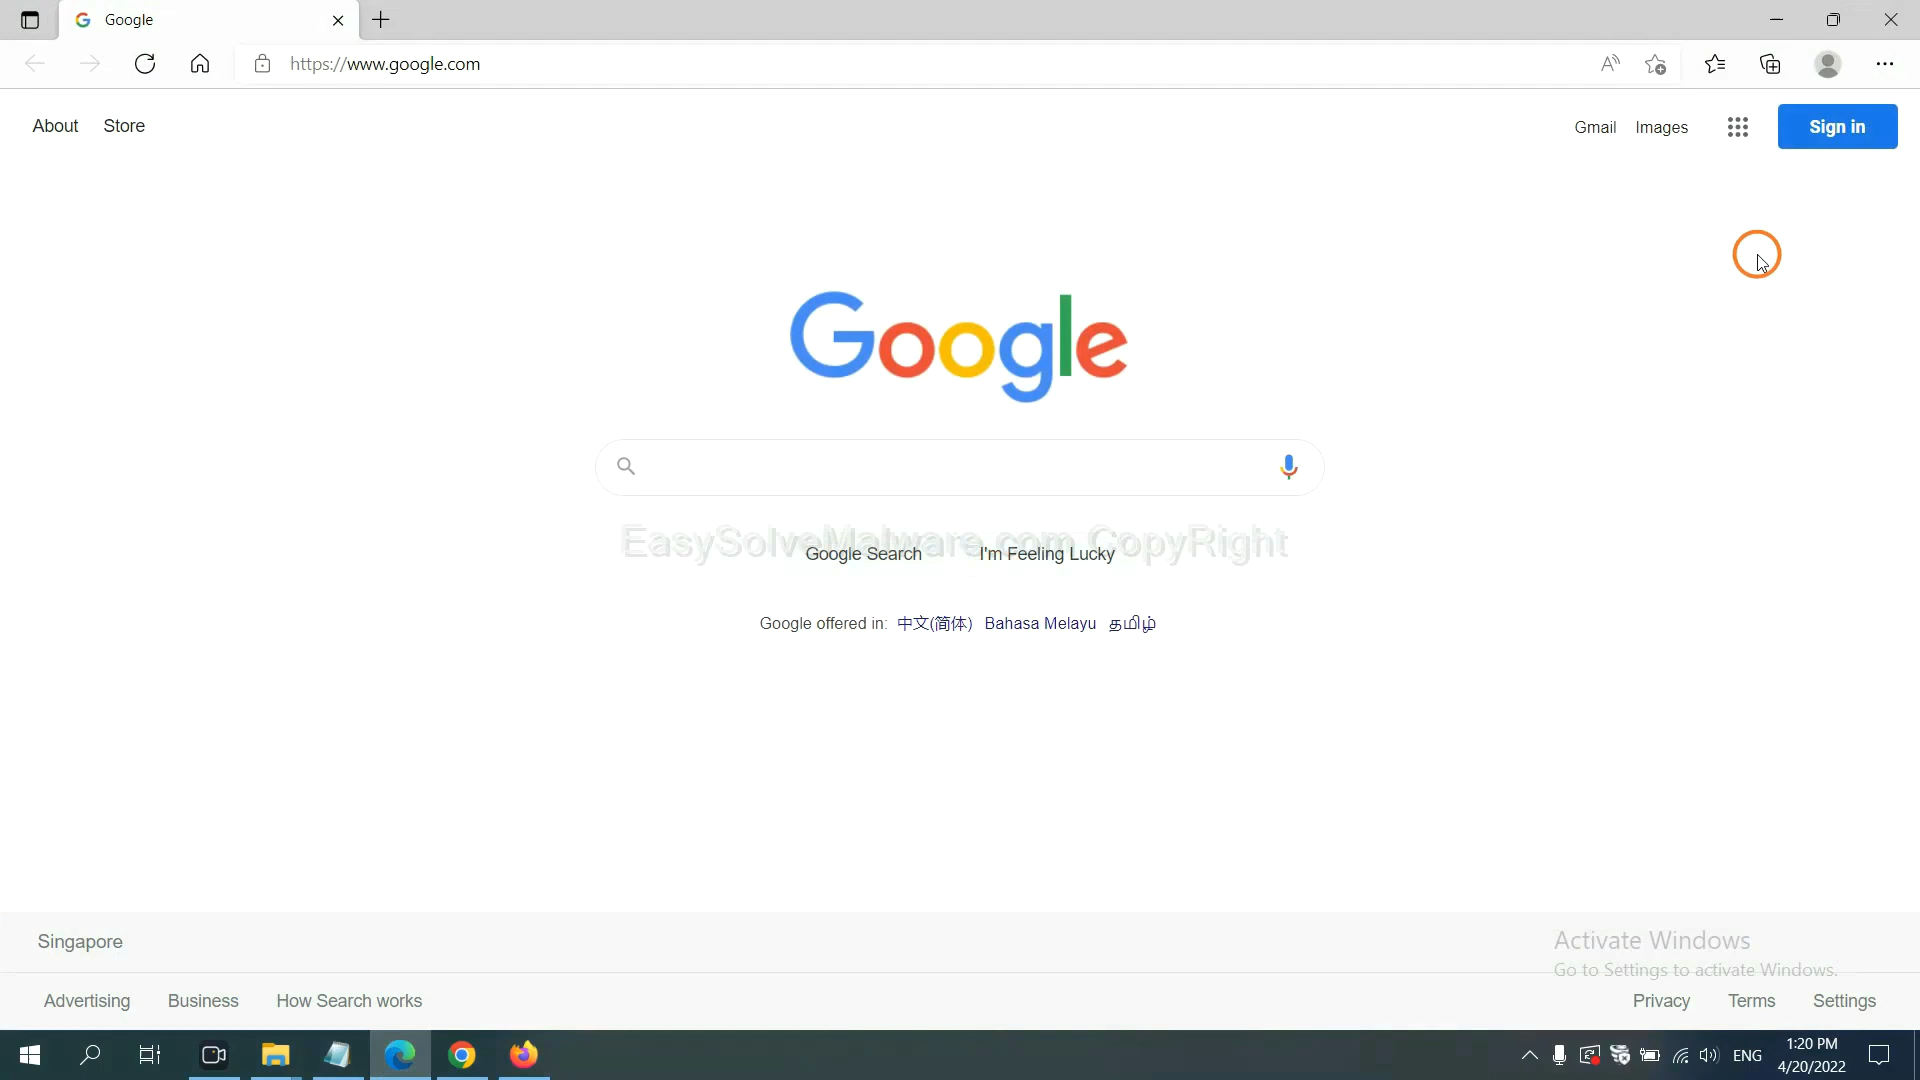 Google
https://www.google.com
About Store
Gmail Images Sign in
Google
EasySolveMalware.com CopyRight
Google Search I'm Feeling Lucky
Google offered in: 中文(简体) Bahasa Melayu தமிழ்
Singapore
Activate Windows
Go to Settings to activate Windows.
Advertising Business How Search works
Privacy Terms Settings
ENG
1:20 PM
4/20/2022